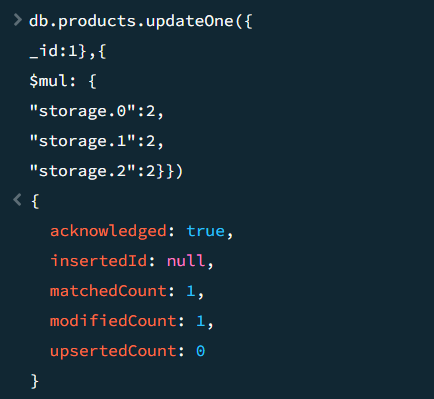 > db.products.updateOne({
_id:1},{
$mul: {
"storage.0":2,
"storage.1":2,
"storage.2":2}})
< {
acknowledged: true,
insertedId: null,
matchedCount: 1,
modifiedCount: 1,
upsertedCount: 0
}